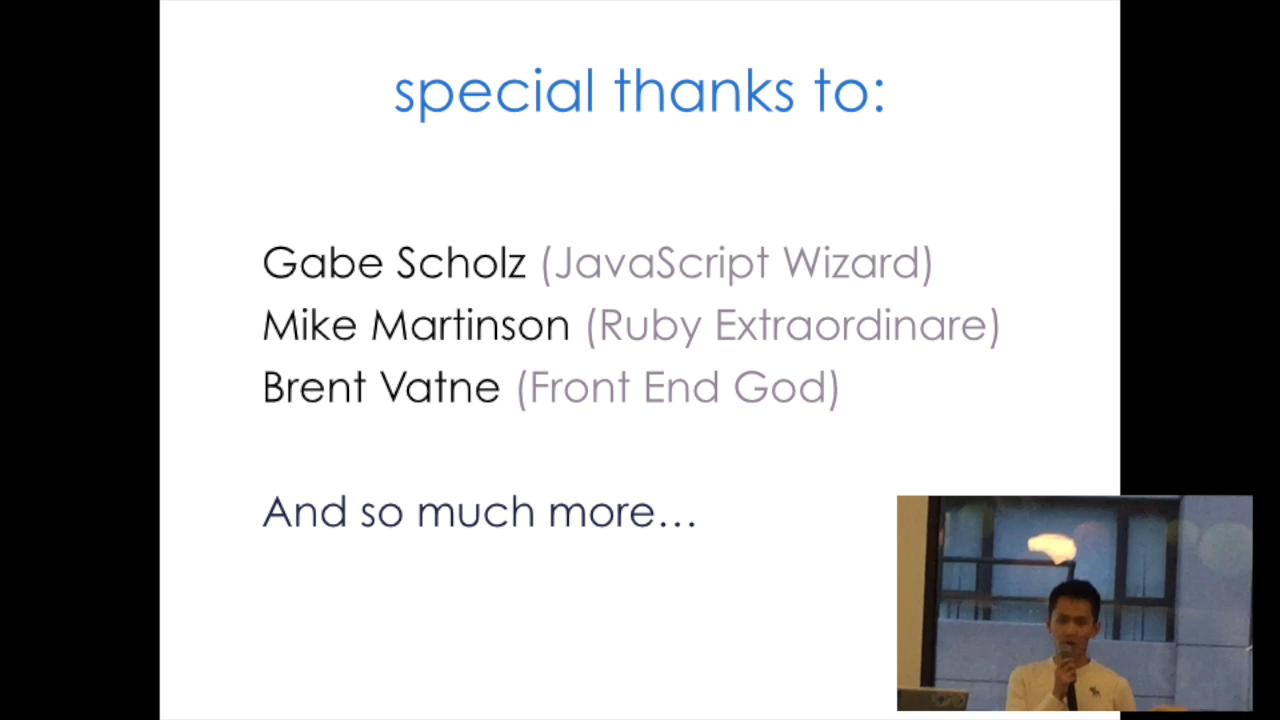 special thanks to:
Gabe Scholz (JavaScript Wizard)
Mike Martinson (Ruby Extraordinare)
Brent Vatne (Front End God)
And so much more...